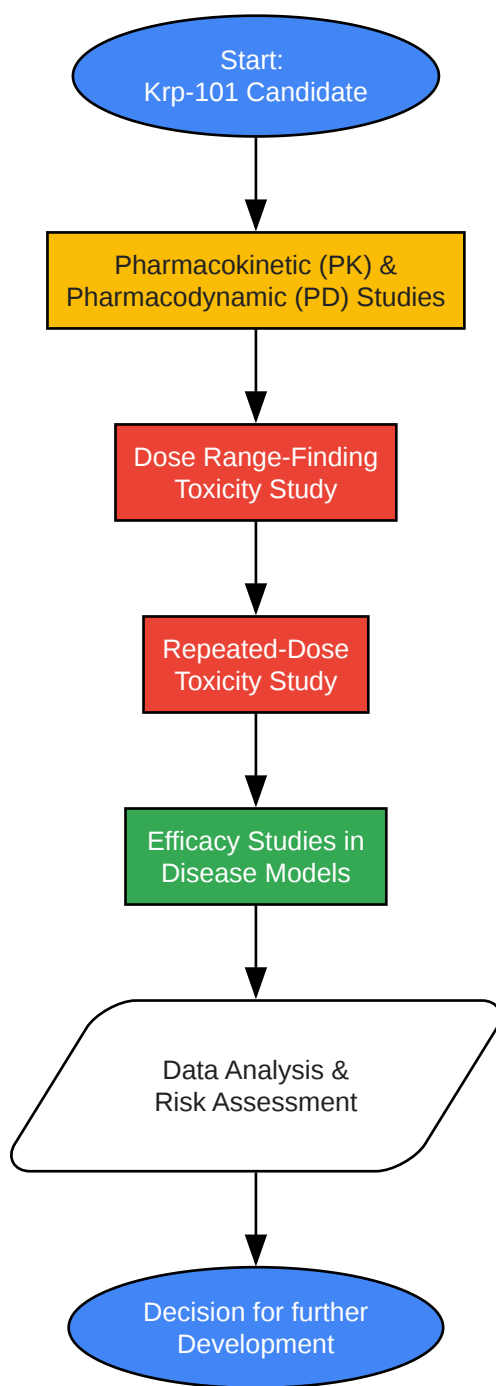 Start:
Krp-101 Candidate
Pharmacokinetic (PK) &
Pharmacodynamic (PD) Studies
Dose Range-Finding
Toxicity Study
Repeated-Dose
Toxicity Study
Efficacy Studies in
Disease Models
Data Analysis &
Risk Assessment
Decision for further
Development